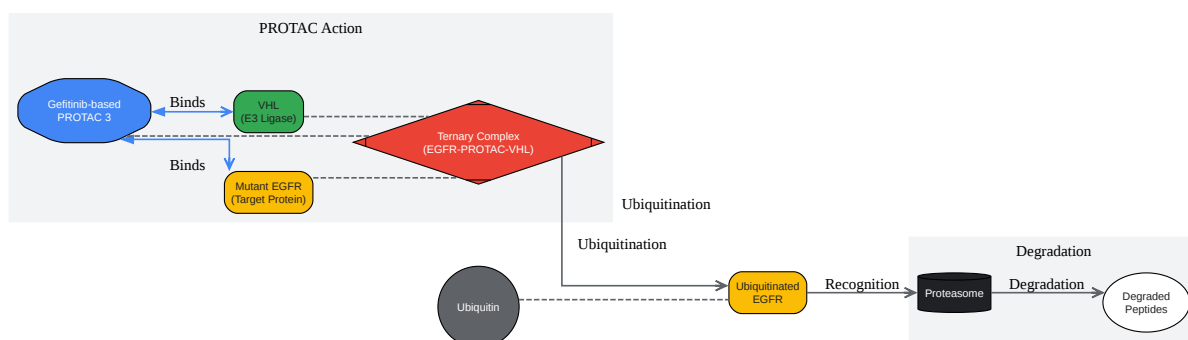 PROTAC Action
Gefitinib-based
PROTAC 3
Binds
VHL
(E3 Ligase)
Ternary Complex
(EGFR-PROTAC-VHL)
Binds
Mutant EGFR
(Target Protein)
Ubiquitination
Ubiquitination
Degradation
Ubiquitin
Ubiquitinated
EGFR
Recognition
Proteasome
Degradation
Degraded
Peptides